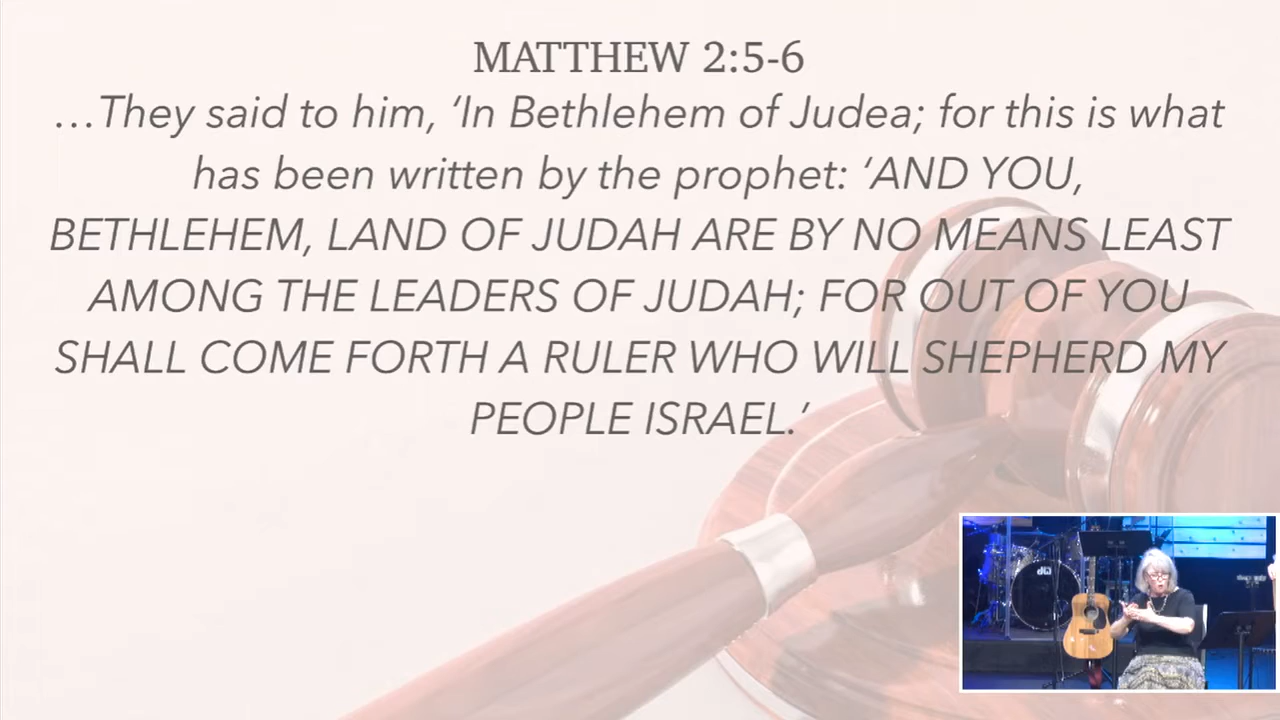 MATTHEW 2:5-6
…They said to him, ‘In Bethlehem of Judea; for this is what
has been written by the prophet: ‘AND YOU,
BETHLEHEM, LAND OF JUDAH ARE BY NO MEANS LEAST
AMONG THE LEADERS OF JUDAH; FOR OUT OF YOU
SHALL COME FORTH A RULER WHO WILL SHEPHERD MY
PEOPLE ISRAEL.’
dw